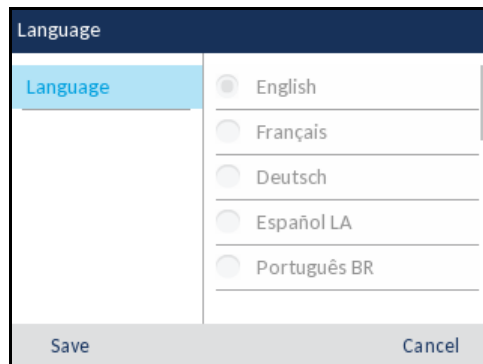 Language
Language
English
Français
Deutsch
Español LA
Português BR
Save
Cancel